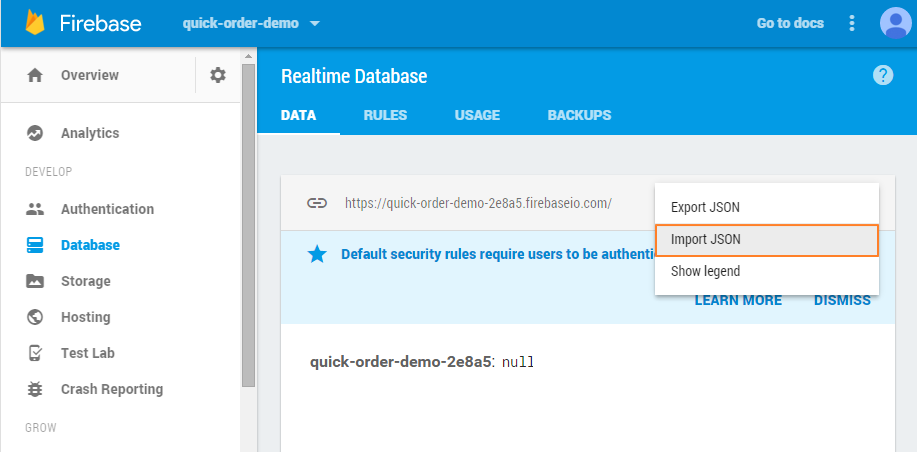 Firebase
quick-order-demo
Go to docs
Overview
Analytics
DEVELOP
Authentication
Database
Storage
Hosting
Test Lab
Crash Reporting
GROW
Realtime Database
?
DATA
RULES
USAGE
BACKUPS
https://quick-order-demo-2e8a5.firebaseio.com/
Export JSON
Import JSON
Show legend
Default security rules require users to be authenti
LEARN MORE
DISMISS
quick-order-demo-2e8a5: null